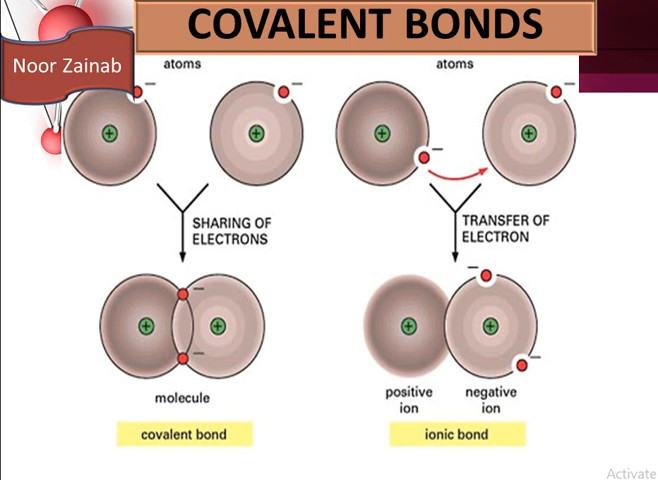 COVALENT BONDS
Noor Zainab
atoms
atoms
SHARING OF
ELECTRONS
TRANSFER OF
ELECTRON
molecule
positive
ion
negative
ion
covalent bond
ionic bond
Activate